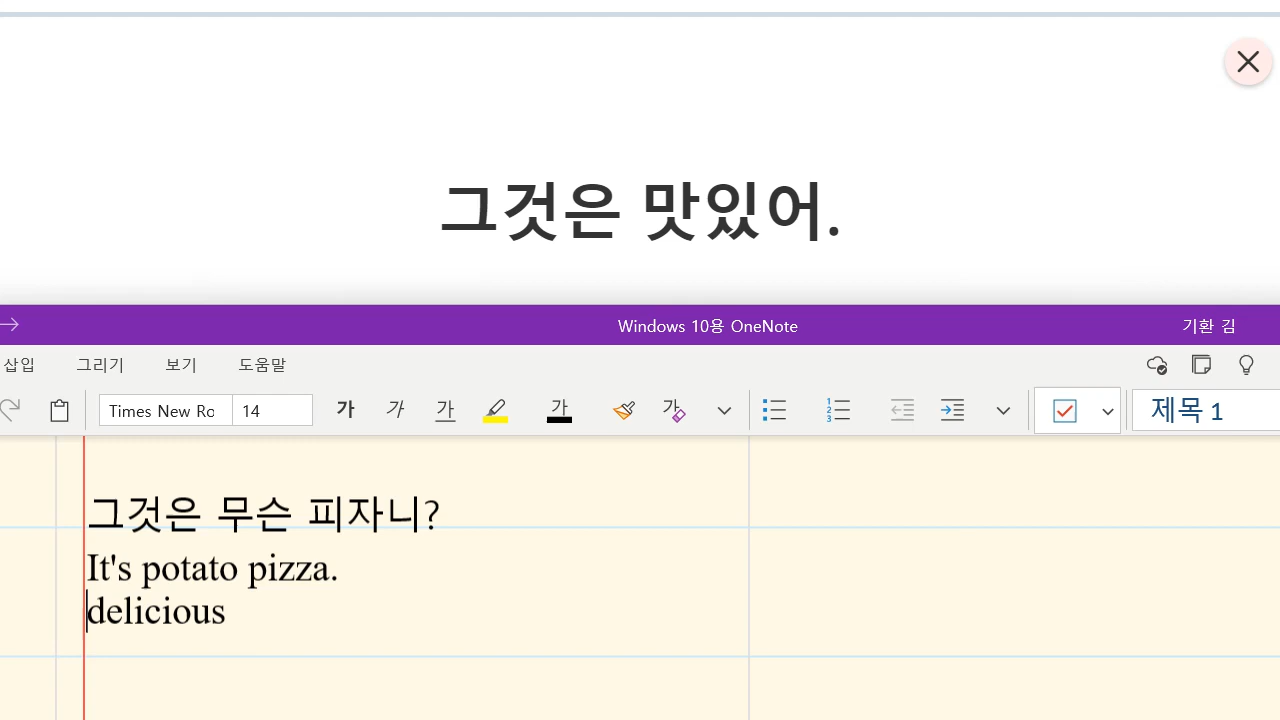 그것은 맛있어.
Windows 10용 OneNote
기환 김
삽입 그리기 보기 도움말
Times New Ro 14 가 가 가 가 가 제목 1
그것은 무슨 피자니?
It's potato pizza.
delicious